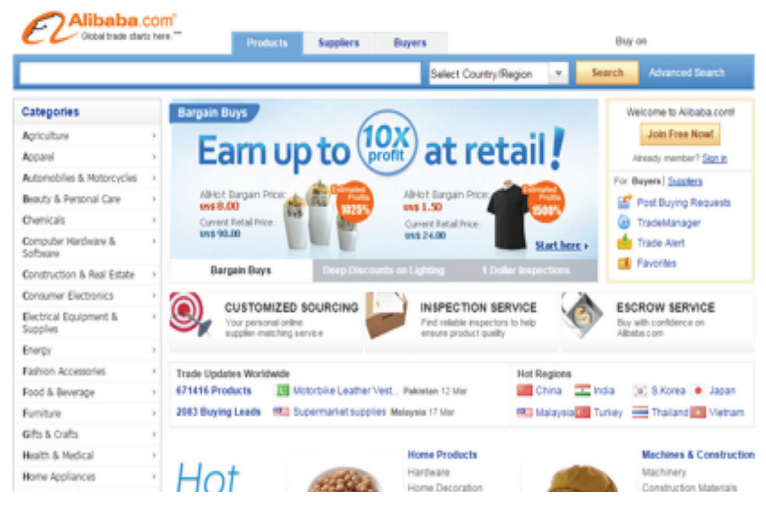 Alibaba.com
Global trade starts here.™
Products
Suppliers
Buyers
Buy on
Select Country/Region
Search
Advanced Search
Categories
Agriculture
Apparel
Automobiles & Motorcycles
Beauty & Personal Care
Chemicals
Computer Hardware &
Software
Construction & Real Estate
Consumer Electronics
Electrical Equipment &
Supplies
Energy
Fashion Accessories
Food & Beverage
Furniture
Gifts & Crafts
Health & Medical
Home Appliances
Bargain Buys
Earn up to 10X profit at retail!
AliHot Bargain Price:
US$ 8.00
Current Retail Price :
US$ 90.00
Estimated
Profits
1025%
AliHot Bargain Price:
US$ 1.50
Current Retail Price:
US$ 24.00
Estimated
Profits
1500%
Start here
Bargain Buys
Deep Discounts on Lighting
1 Dollar Inspections
Welcome to Alibaba.com!
Join Free Now!
Already member? Sign in
For: Buyers | Suppliers
Post Buying Requests
TradeManager
Trade Alert
Favorites
CUSTOMIZED SOURCING
Your personal online
supplier-matching service
INSPECTION SERVICE
Find reliable inspectors to help
ensure product quality
ESCROW SERVICE
Buy with confidence on
Alibaba.com
Trade Updates Worldwide
671416 Products Motorbike Leather Vest... Pakistan 12 Mar
2083 Buying Leads Supermarket supplies Malaysia 17 Mar
Hot Regions
China India S.Korea Japan
Malaysia Turkey Thailand Vietnam
Hot
Home Products
Hardware
Home Decoration
Machines & Construction
Machinery
Construction Materials